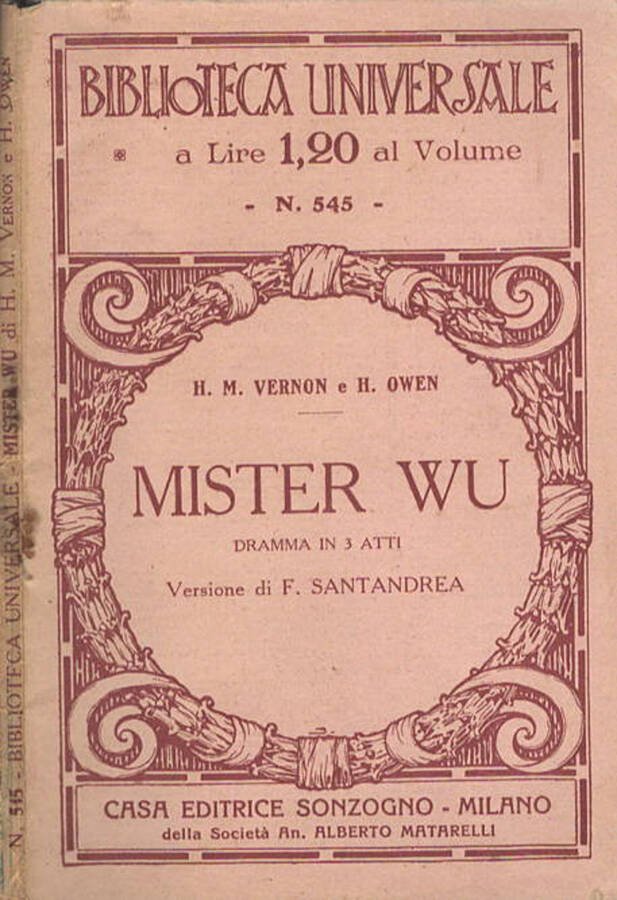 BIBLIOTECA UNIVERSALE
a Lire 1,20 al Volume
- N. 545 -
H. M. VERNON e H. OWEN
MISTER WU
DRAMMA IN 3 ATTI
Versione di F. SANTANDREA
CASA EDITRICE SONZOGNO - MILANO
della Società An. ALBERTO MATARELLI
N. 545 - BIBLIOTECA UNIVERSALE - MISTER WU di H. M. VERNON e H. OWEN